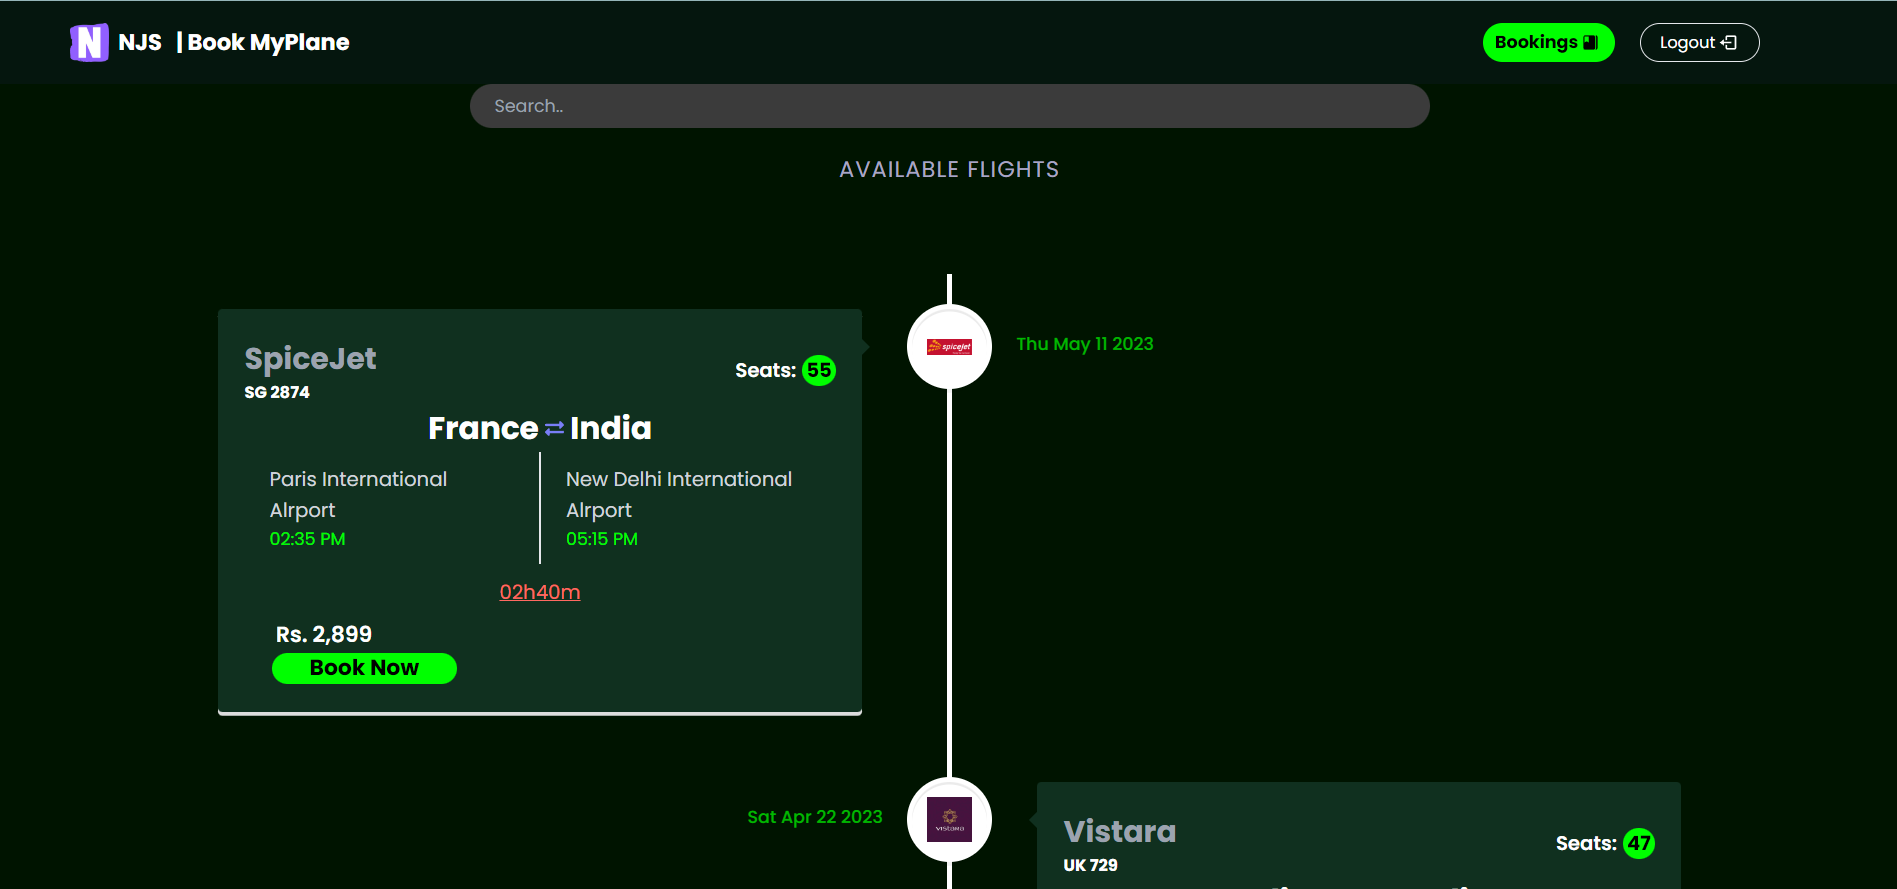 N NJS | Book MyPlane
Bookings
Logout
Search..
AVAILABLE FLIGHTS
SpiceJet
SG 2874
Seats: 55
spicejet
Thu May 11 2023
France India
Paris International
AIrport
02:35 PM
New Delhi International
AIrport
05:15 PM
02h40m
Rs. 2,899
Book Now
Sat Apr 22 2023
vistara
Vistara
UK 729
Seats: 47